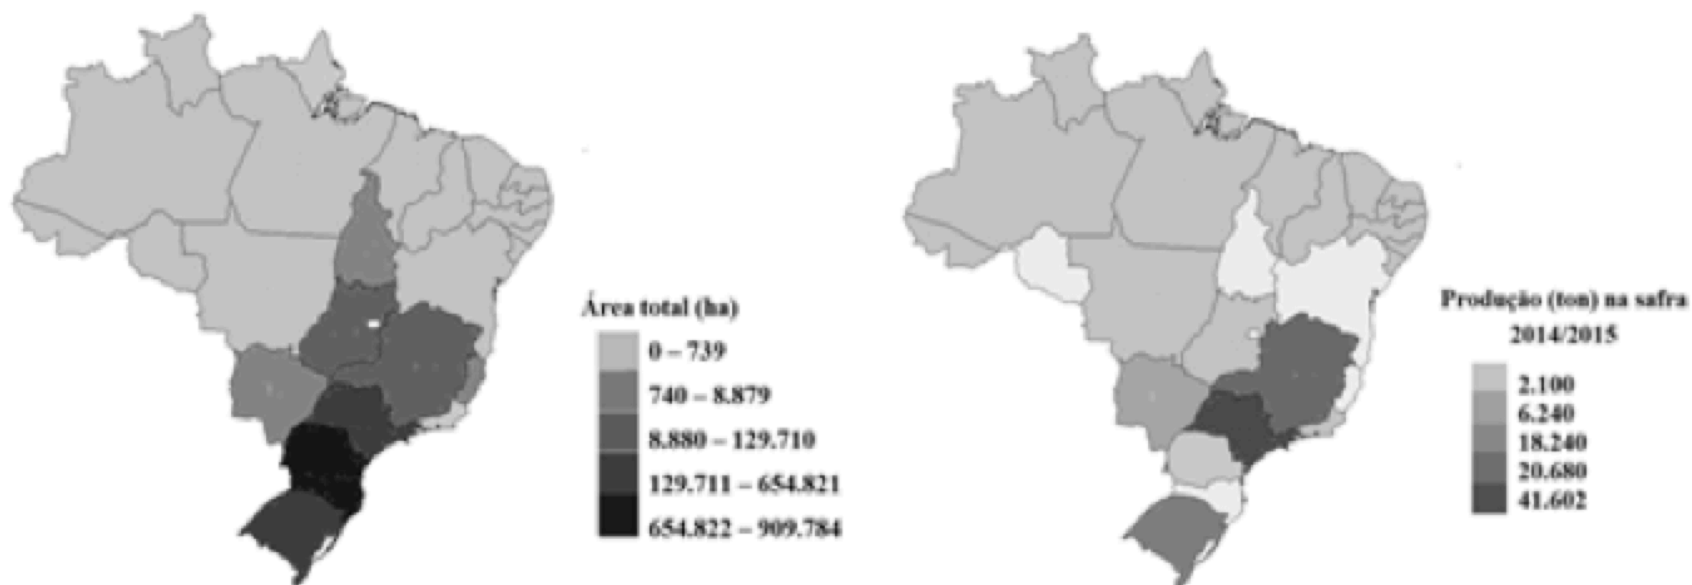 Área total (ha)
0 – 739
740 – 8.879
8.880 – 129.710
129.711 – 654.821
654.822 – 909.784
Produção (ton) na safra
2014/2015
2.100
6.240
18.240
20.680
41.602